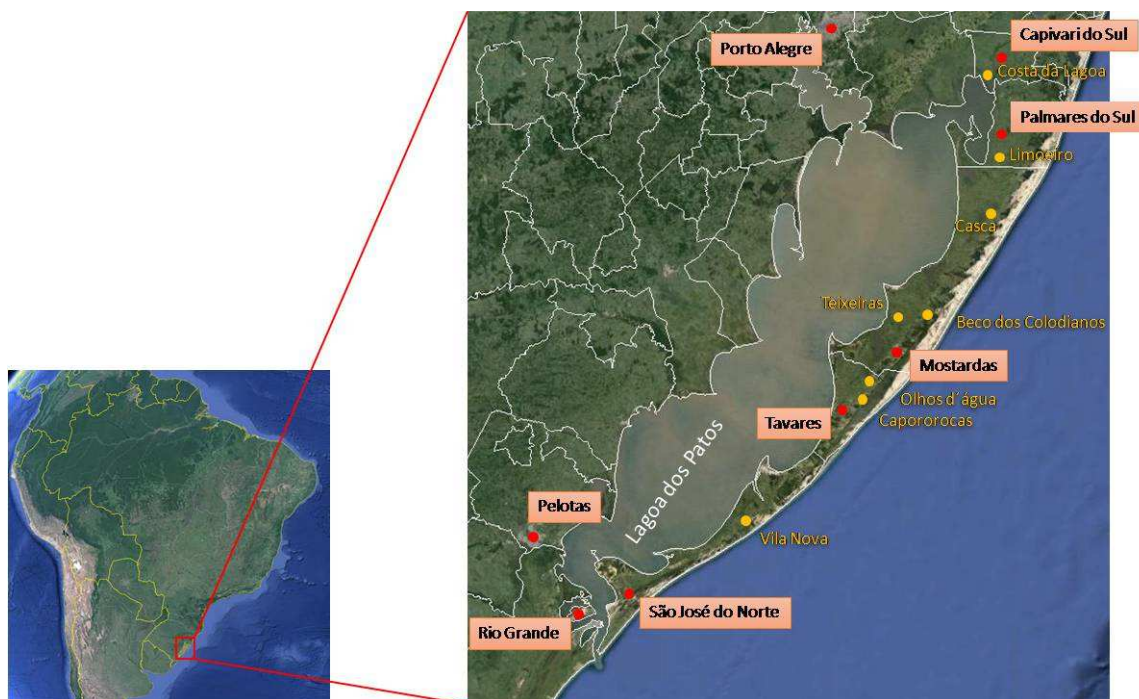 Porto Alegre
Capivari do Sul
Costa da Lagoa
Palmares do Sul
Limoeiro
Casca
Teixeiras
Beco dos Colodianos
Mostardas
Olhos d´água
Capororocas
Tavares
Lagoa dos Patos
Pelotas
Vila Nova
São José do Norte
Rio Grande